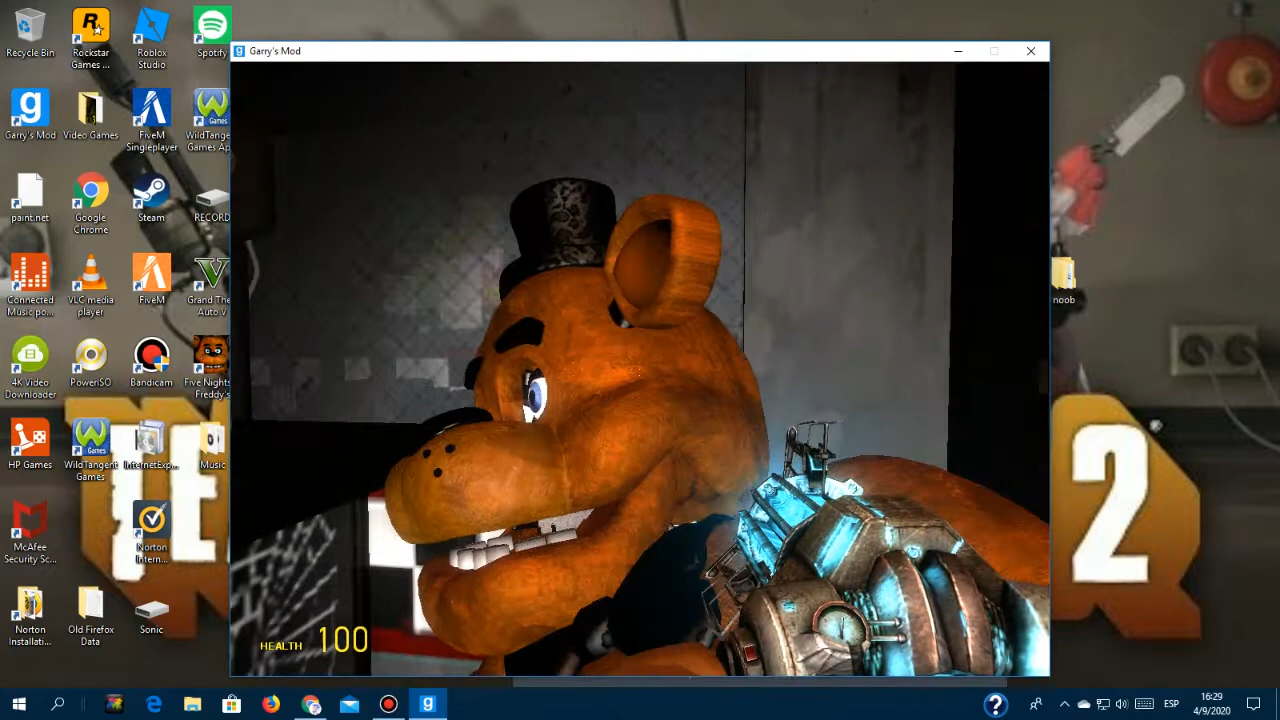 Garry's Mod
Recycle Bin
Rockstar
Games ...
Roblox
Studio
Spotify
Garry's Mod
Video Games
FiveM
Singleplayer
WildTangent
Games Ap
paint.net
Google
Chrome
Steam
RECORD
Connected
Music po...
VLC media
player
FiveM
Grand The
Auto V
4K Video
Downloader
PowerISO
Bandicam
Five Nights
Freddy's
HP Games
WildTangent
Games
InternetExp...
Music
McAfee
Security Sc...
Norton
Intern...
Norton
Installati...
Old Firefox
Data
Sonic
noob
2
HEALTH 100
ESP
16:29
4/9/2020